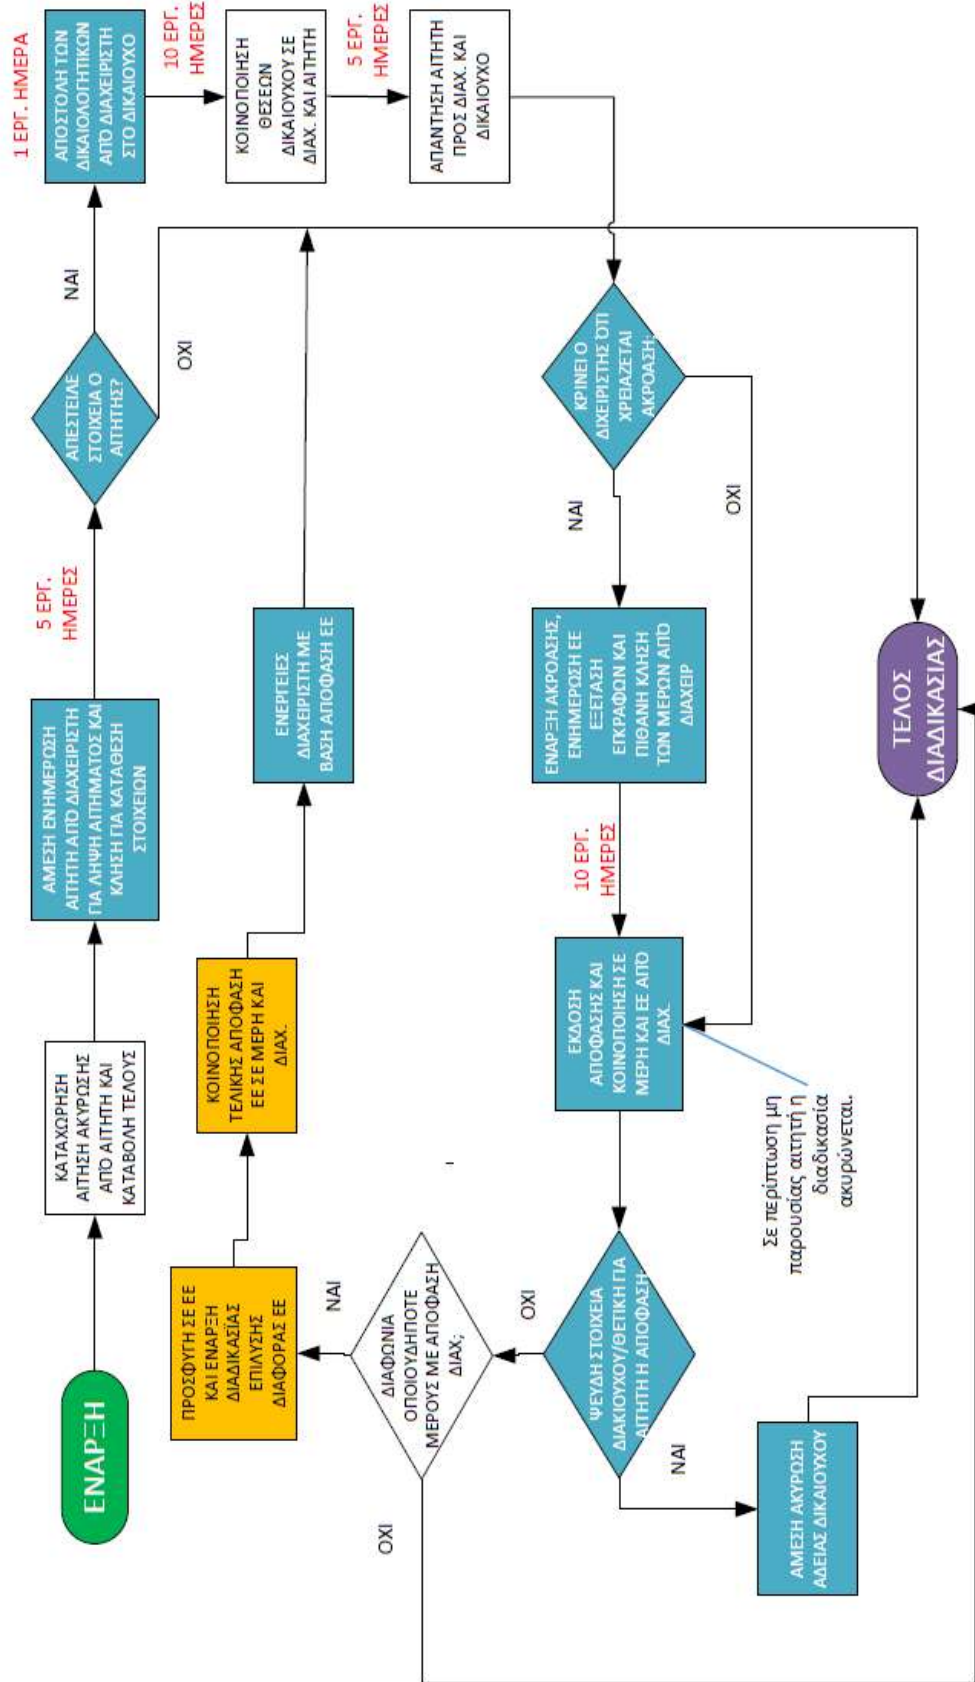 ΕΝΑΡΞΗ
ΚΑΤΑΧΩΡΗΣΗ
ΑΙΤΗΣΗ ΑΚΥΡΩΣΗΣ
ΑΠΌ ΑΙΤΗΤΗ ΚΑΙ
ΚΑΤΑΒΟΛΗ ΤΕΛΟΥΣ
ΑΜΕΣΗ ΕΝΗΜΕΡΩΣΗ
ΑΙΤΗΤΗ ΑΠΌ ΔΙΑΧΕΙΡΙΣΤΗ
ΓΙΑ ΛΗΨΗ ΑΙΤΗΜΑΤΟΣ ΚΑΙ
ΚΛΗΣΗ ΓΙΑ ΚΑΤΑΘΕΣΗ
ΣΤΟΙΧΕΙΩΝ
5 ΕΡΓ.
ΗΜΕΡΕΣ
ΑΠΕΣΤΕΙΛΕ
ΣΤΟΙΧΕΙΑ Ο
ΑΙΤΗΤΗΣ?
ΝΑΙ
ΟΧΙ
1 ΕΡΓ. ΗΜΕΡΑ
ΑΠΟΣΤΟΛΗ ΤΩΝ
ΔΙΚΑΙΟΛΟΓΗΤΙΚΩΝ
ΑΠΌ ΔΙΑΧΕΙΡΙΣΤΗ
ΣΤΟ ΔΙΚΑΙΟΥΧΟ
10 ΕΡΓ.
ΗΜΕΡΕΣ
ΚΟΙΝΟΠΟΙΗΣΗ
ΘΕΣΕΩΝ
ΔΙΚΑΙΟΥΧΟΥ ΣΕ
ΔΙΑΧ. ΚΑΙ ΑΙΤΗΤΗ
5 ΕΡΓ.
ΗΜΕΡΕΣ
ΑΠΑΝΤΗΣΗ ΑΙΤΗΤΗ
ΠΡΟΣ ΔΙΑΧ. ΚΑΙ
ΔΙΚΑΙΟΥΧΟ
ΚΡΙΝΕΙ Ο
ΔΙΧΕΙΡΙΣΤΗΣ ΌΤΙ
ΧΡΕΙΑΖΕΤΑΙ
ΑΚΡΟΑΣΗ;
ΝΑΙ
ΟΧΙ
ΕΝΑΡΞΗ ΑΚΡΟΑΣΗΣ,
ΕΝΗΜΕΡΩΣΗ ΕΕ
ΕΞΕΤΑΣΗ
ΕΓΚΡΑΦΩΝ ΚΑΙ
ΠΙΘΑΝΗ ΚΛΗΣΗ
ΤΩΝ ΜΕΡΩΝ ΑΠΌ
ΔΙΑΧΕΙΡ
10 ΕΡΓ.
ΗΜΕΡΕΣ
ΕΚΔΟΣΗ
ΑΠΟΦΑΣΗΣ ΚΑΙ
ΚΟΙΝΟΠΟΙΗΣΗ ΣΕ
ΜΕΡΗ ΚΑΙ ΕΕ ΑΠΌ
ΔΙΑΧ.
Σε περίπτωση μη
παρουσίας αιτητή η
διαδικασία
ακυρώνεται.
ΨΕΥΔΗ ΣΤΟΙΧΕΙΑ
ΔΙΑΚΙΟΥΧΟΥ/ΘΕΤΙΚΗ ΓΙΑ
ΑΙΤΗΤΗ Η ΑΠΟΦΑΣΗ;
ΟΧΙ
ΝΑΙ
ΑΜΕΣΗ ΑΚΥΡΩΣΗ
ΑΔΕΙΑΣ ΔΙΚΑΙΟΥΧΟΥ
ΔΙΑΦΩΝΙΑ
ΟΠΟΙΟΥΔΗΠΟΤΕ
ΜΕΡΟΥΣ ΜΕ ΑΠΟΦΑΣΗ
ΔΙΑΧ;
ΟΧΙ
ΝΑΙ
ΠΡΟΣΦΥΓΗ ΣΕ ΕΕ
ΚΑΙ ΕΝΑΡΞΗ
ΔΙΑΔΙΚΑΣΊΑΣ
ΕΠΙΛΥΣΗΣ
ΔΙΑΦΟΡΑΣ ΕΕ
ΚΟΙΝΟΠΟΙΗΣΗ
ΤΕΛΙΚΗΣ ΑΠΟΦΑΣΗ
ΕΕ ΣΕ ΜΕΡΗ ΚΑΙ
ΔΙΑΧ.
ΕΝΕΡΓΕΙΕΣ
ΔΙΑΧΕΙΡΙΣΤΗ ΜΕ
ΒΑΣΗ ΑΠΟΦΑΣΗ ΕΕ
ΤΕΛΟΣ
ΔΙΑΔΙΚΑΣΙΑΣ